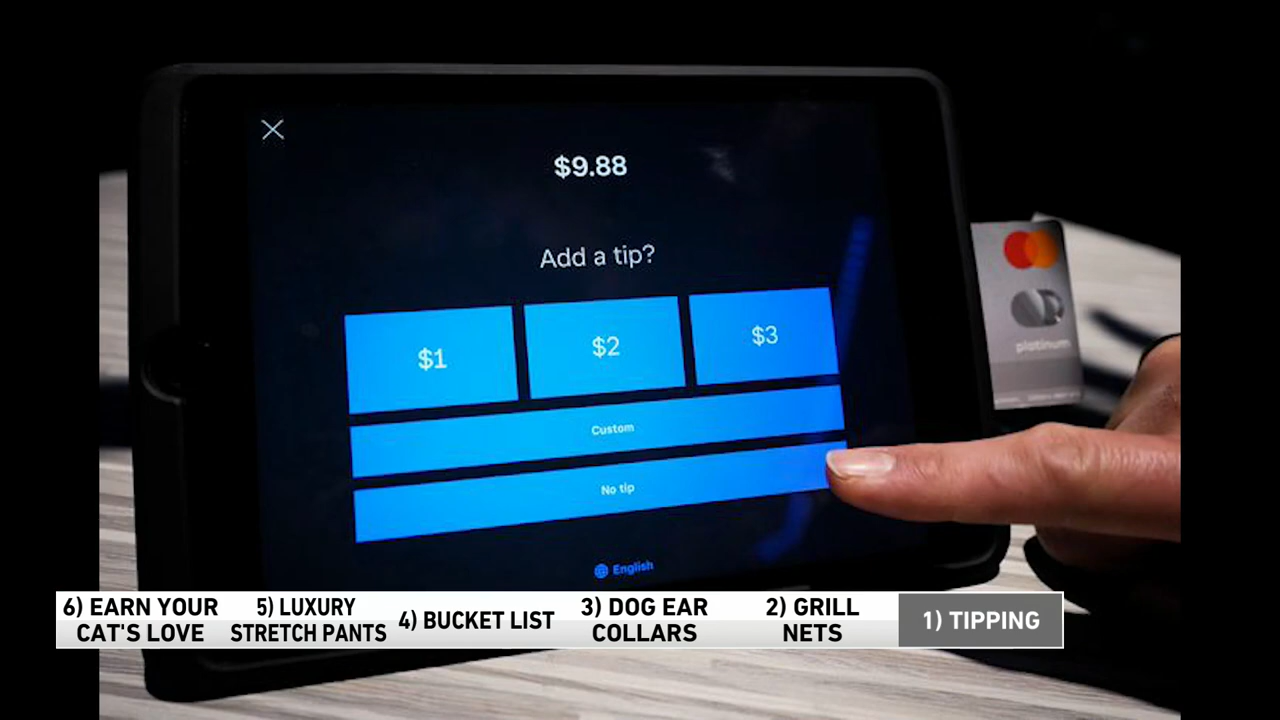 $9.88
Add a tip?
$1
$2
$3
Custom
No tip
English
platinum
6) EARN YOUR
CAT'S LOVE
5) LUXURY
STRETCH PANTS
4) BUCKET LIST
3) DOG EAR
COLLARS
2) GRILL
NETS
1) TIPPING